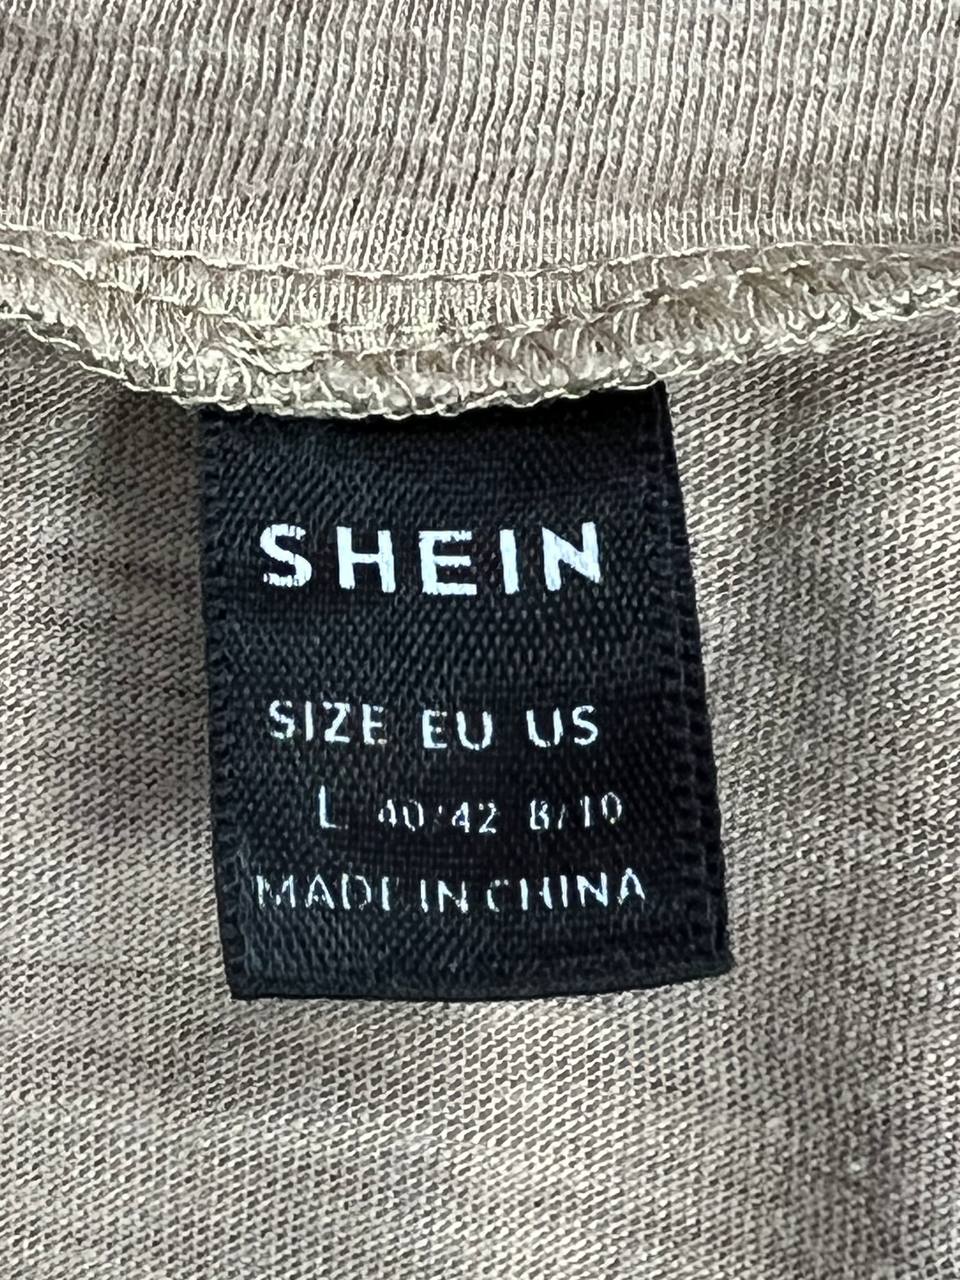 SHEIN
SIZE EU US
L 40/42 8/10
MADE IN CHINA